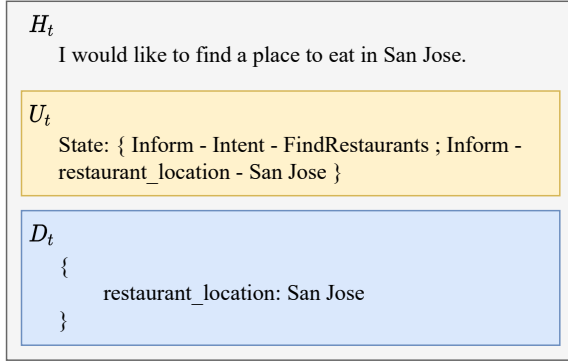 H_t
I would like to find a place to eat in San Jose.
U_t
State: { Inform - Intent - FindRestaurants ; Inform -
restaurant_location - San Jose }
D_t
{
restaurant_location: San Jose
}